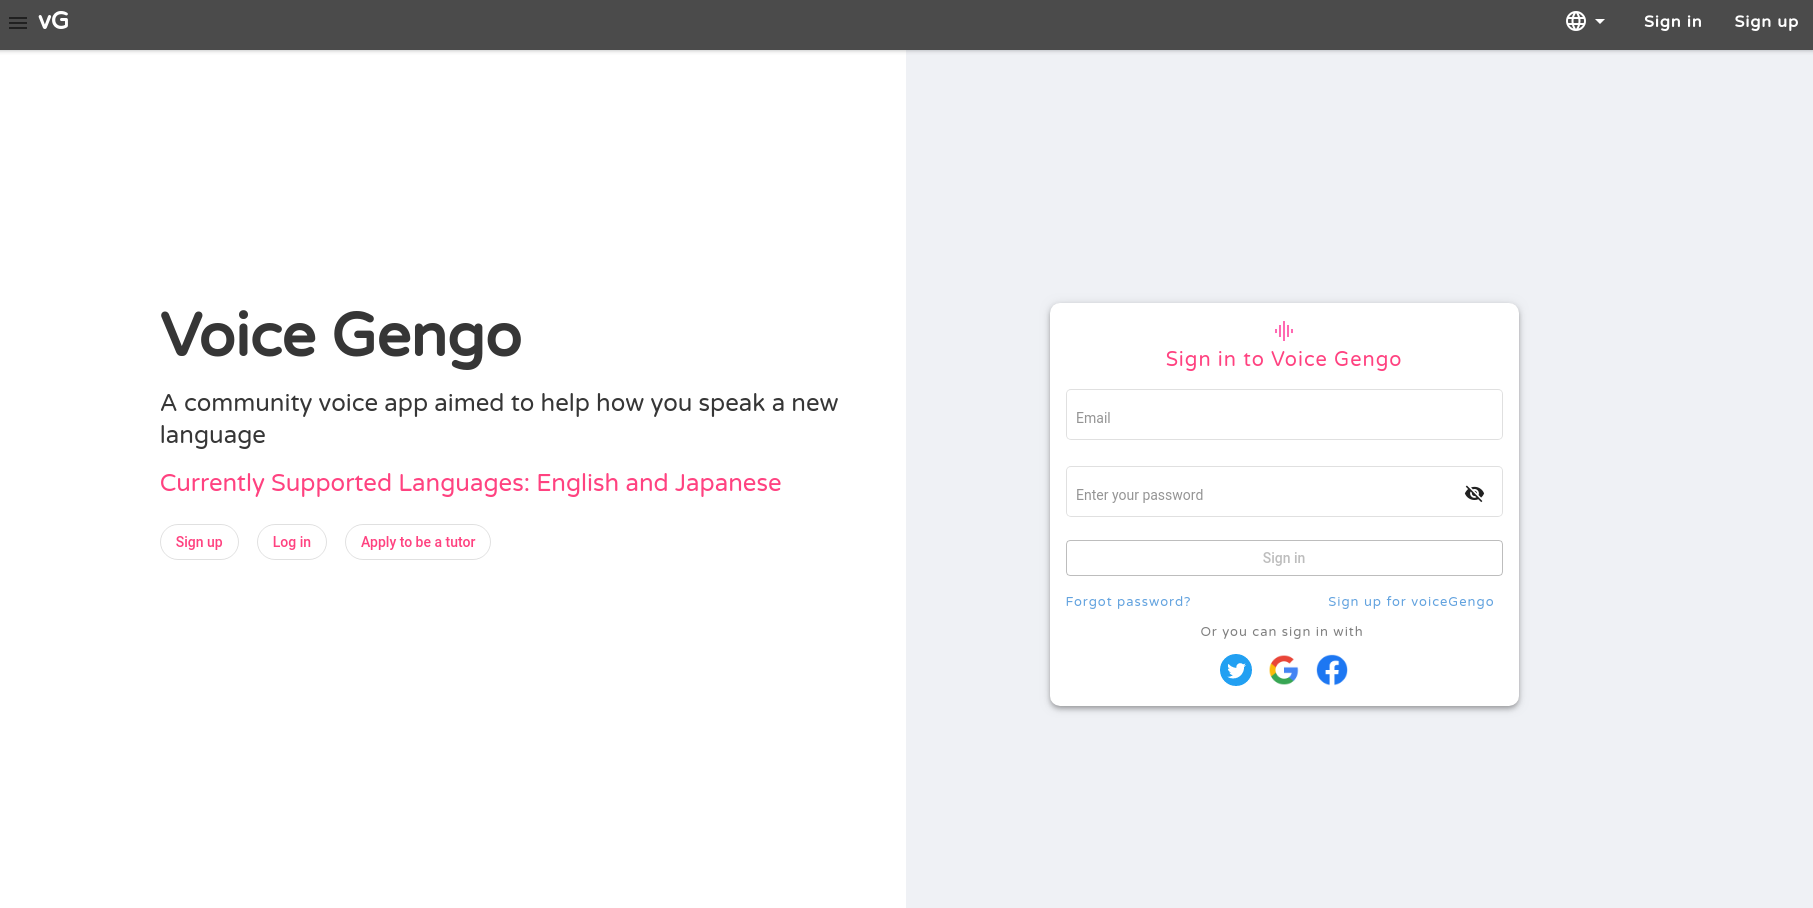 vG
Sign in
Sign up
Voice Gengo
A community voice app aimed to help how you speak a new
language
Currently Supported Languages: English and Japanese
Sign up
Log in
Apply to be a tutor
Sign in to Voice Gengo
Email
Enter your password
Sign in
Forgot password?
Sign up for voiceGengo
Or you can sign in with